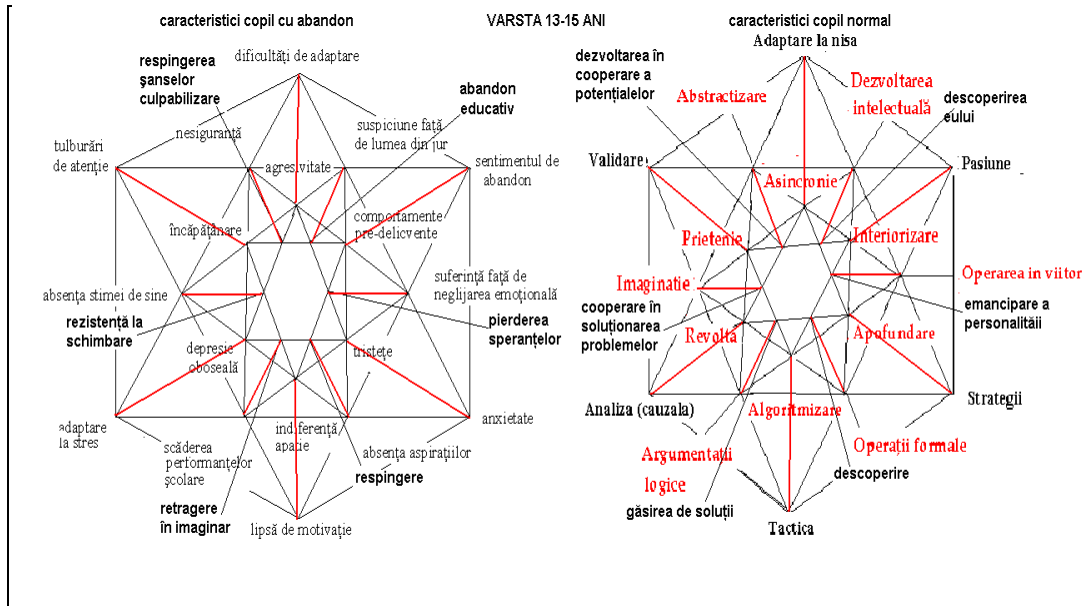 caracteristici copil cu abandon
VARSTA 13-15 ANI
caracteristici copil normal
dificultăți de adaptare
respingerea
şanselor
culpabilizare
abandon
educativ
nesiguranță
suspiciune față
de lumea din jur
tulburări
de atenție
agresivitate
sentimentul de
abandon
încăpățânare
comportamente
pre-delicvente
absența stimei de sine
suferință față de
neglijarea emoțională
rezistență la
schimbare
pierderea
speranțelor
depresie
oboseală
tristețe
adaptare
la stres
indiferență
apatie
anxietate
scăderea
performanțelor
şcolare
absența aspirațiilor
respingere
retragere
în imaginar
lipsă de motivație
Adaptare la nisa
dezvoltarea în
cooperare a
potențialelor
Abstractizare
Dezvoltarea
intelectuală
descoperirea
eului
Validare
Asincronie
Pasiune
Prietenie
Interiorizare
Imaginatie
Operarea in viitor
cooperare în
soluționarea
problemelor
emancipare a
personalităii
Revoltă
Apofundare
Analiza (cauzala)
Algoritmizare
Strategii
Argumentații
logice
Operații formale
descoperire
găsirea de soluții
Tactica